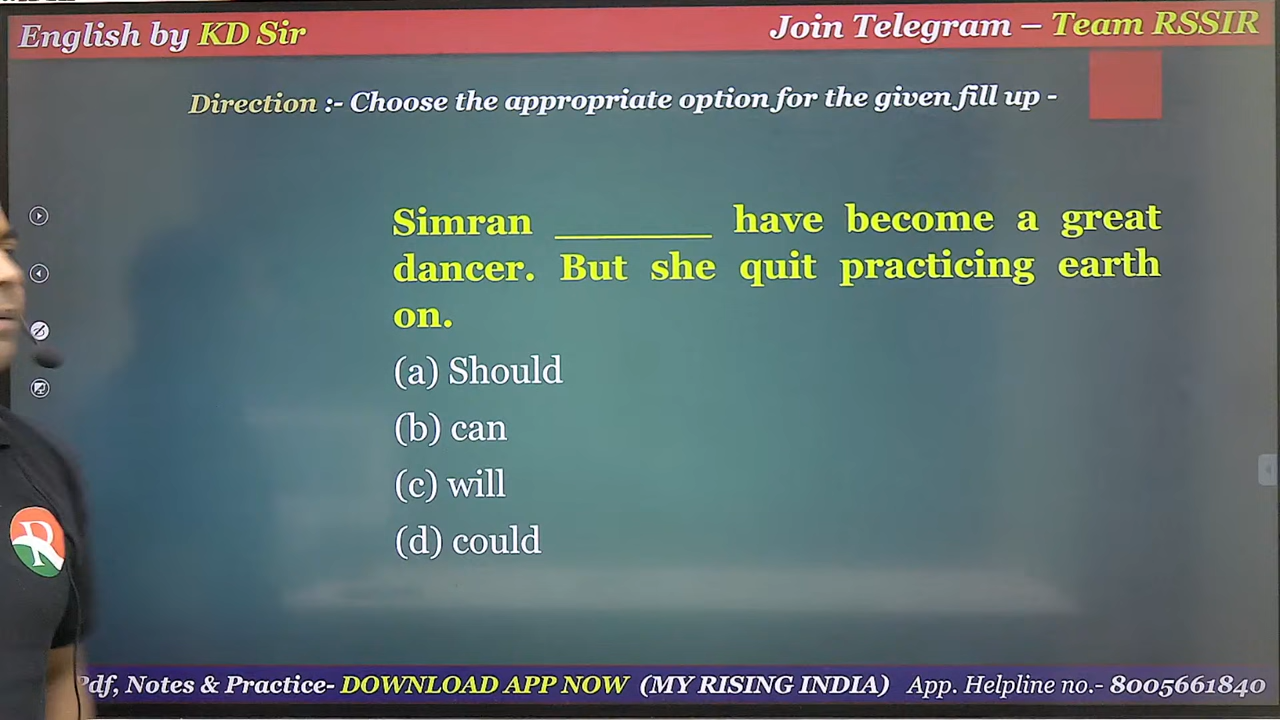 English by KD Sir
Join Telegram – Team RSSIR
Direction :- Choose the appropriate option for the given fill up -
Simran ________ have become a great
dancer. But she quit practicing earth
on.
(a) Should
(b) can
(c) will
(d) could
R
Pdf, Notes & Practice- DOWNLOAD APP NOW (MY RISING INDIA) App. Helpline no.- 8005661840